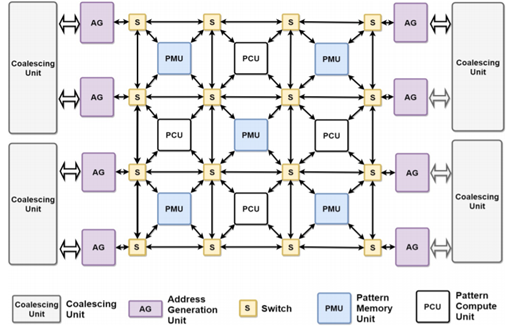 AG S S S S AG
Coalescing
Unit
PMU PCU PMU
Coalescing
Unit
AG S S S S AG
PCU PMU PCU
AG S S S S AG
Coalescing
Unit
PMU PCU PMU
Coalescing
Unit
AG S S S S AG
Coalescing
Unit
Coalescing
Unit
AG
Address
Generation
Unit
S
Switch
PMU
Pattern
Memory
Unit
PCU
Pattern
Compute
Unit